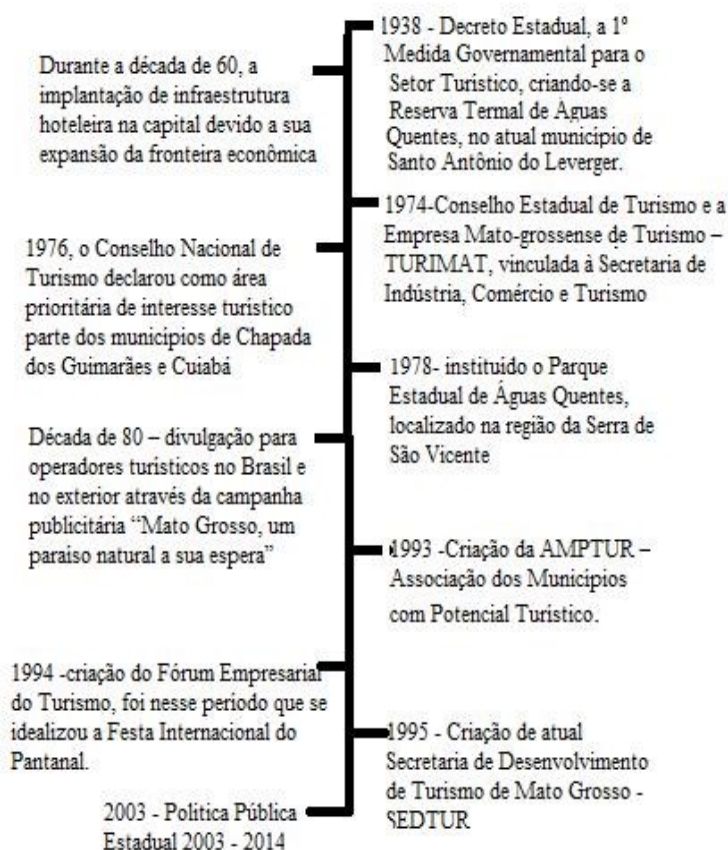 1938 - Decreto Estadual, a 1º
Medida Governamental para o
Setor Turistico, criando-se a
Reserva Termal de Águas
Quentes, no atual município de
Santo Antônio do Leverger.
Durante a década de 60, a
implantação de infraestrutura
hoteleira na capital devido a sua
expansão da fronteira econômica
1974-Conselho Estadual de Turismo e a
Empresa Mato-grossense de Turismo –
TURIMAT, vinculada à Secretaria de
Indústria, Comércio e Turismo
1976, o Conselho Nacional de
Turismo declarou como área
prioritária de interesse turístico
parte dos municípios de Chapada
dos Guimarães e Cuiabá
1978- instituído o Parque
Estadual de Águas Quentes,
localizado na região da Serra de
São Vicente
Década de 80 – divulgação para
operadores turísticos no Brasil e
no exterior através da campanha
publicitária “Mato Grosso, um
paraiso natural a sua espera”
1993 -Criação da AMPTUR –
Associação dos Municípios
com Potencial Turístico.
1994 -criação do Fórum Empresarial
do Turismo, foi nesse período que se
idealizou a Festa Internacional do
Pantanal.
1995 - Criação de atual
Secretaria de Desenvolvimento
de Turismo de Mato Grosso -
SEDTUR
2003 - Politica Pública
Estadual 2003 - 2014